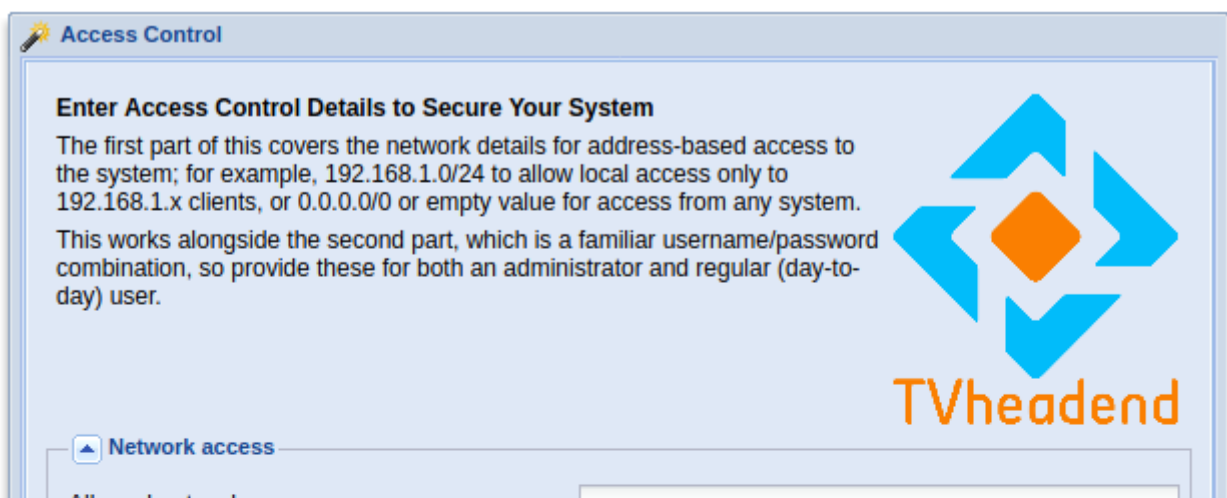 Access Control
Enter Access Control Details to Secure Your System
The first part of this covers the network details for address-based access to
the system; for example, 192.168.1.0/24 to allow local access only to
192.168.1.x clients, or 0.0.0.0/0 or empty value for access from any system.
This works alongside the second part, which is a familiar username/password
combination, so provide these for both an administrator and regular (day-to-
day) user.
TVheadend
Network access